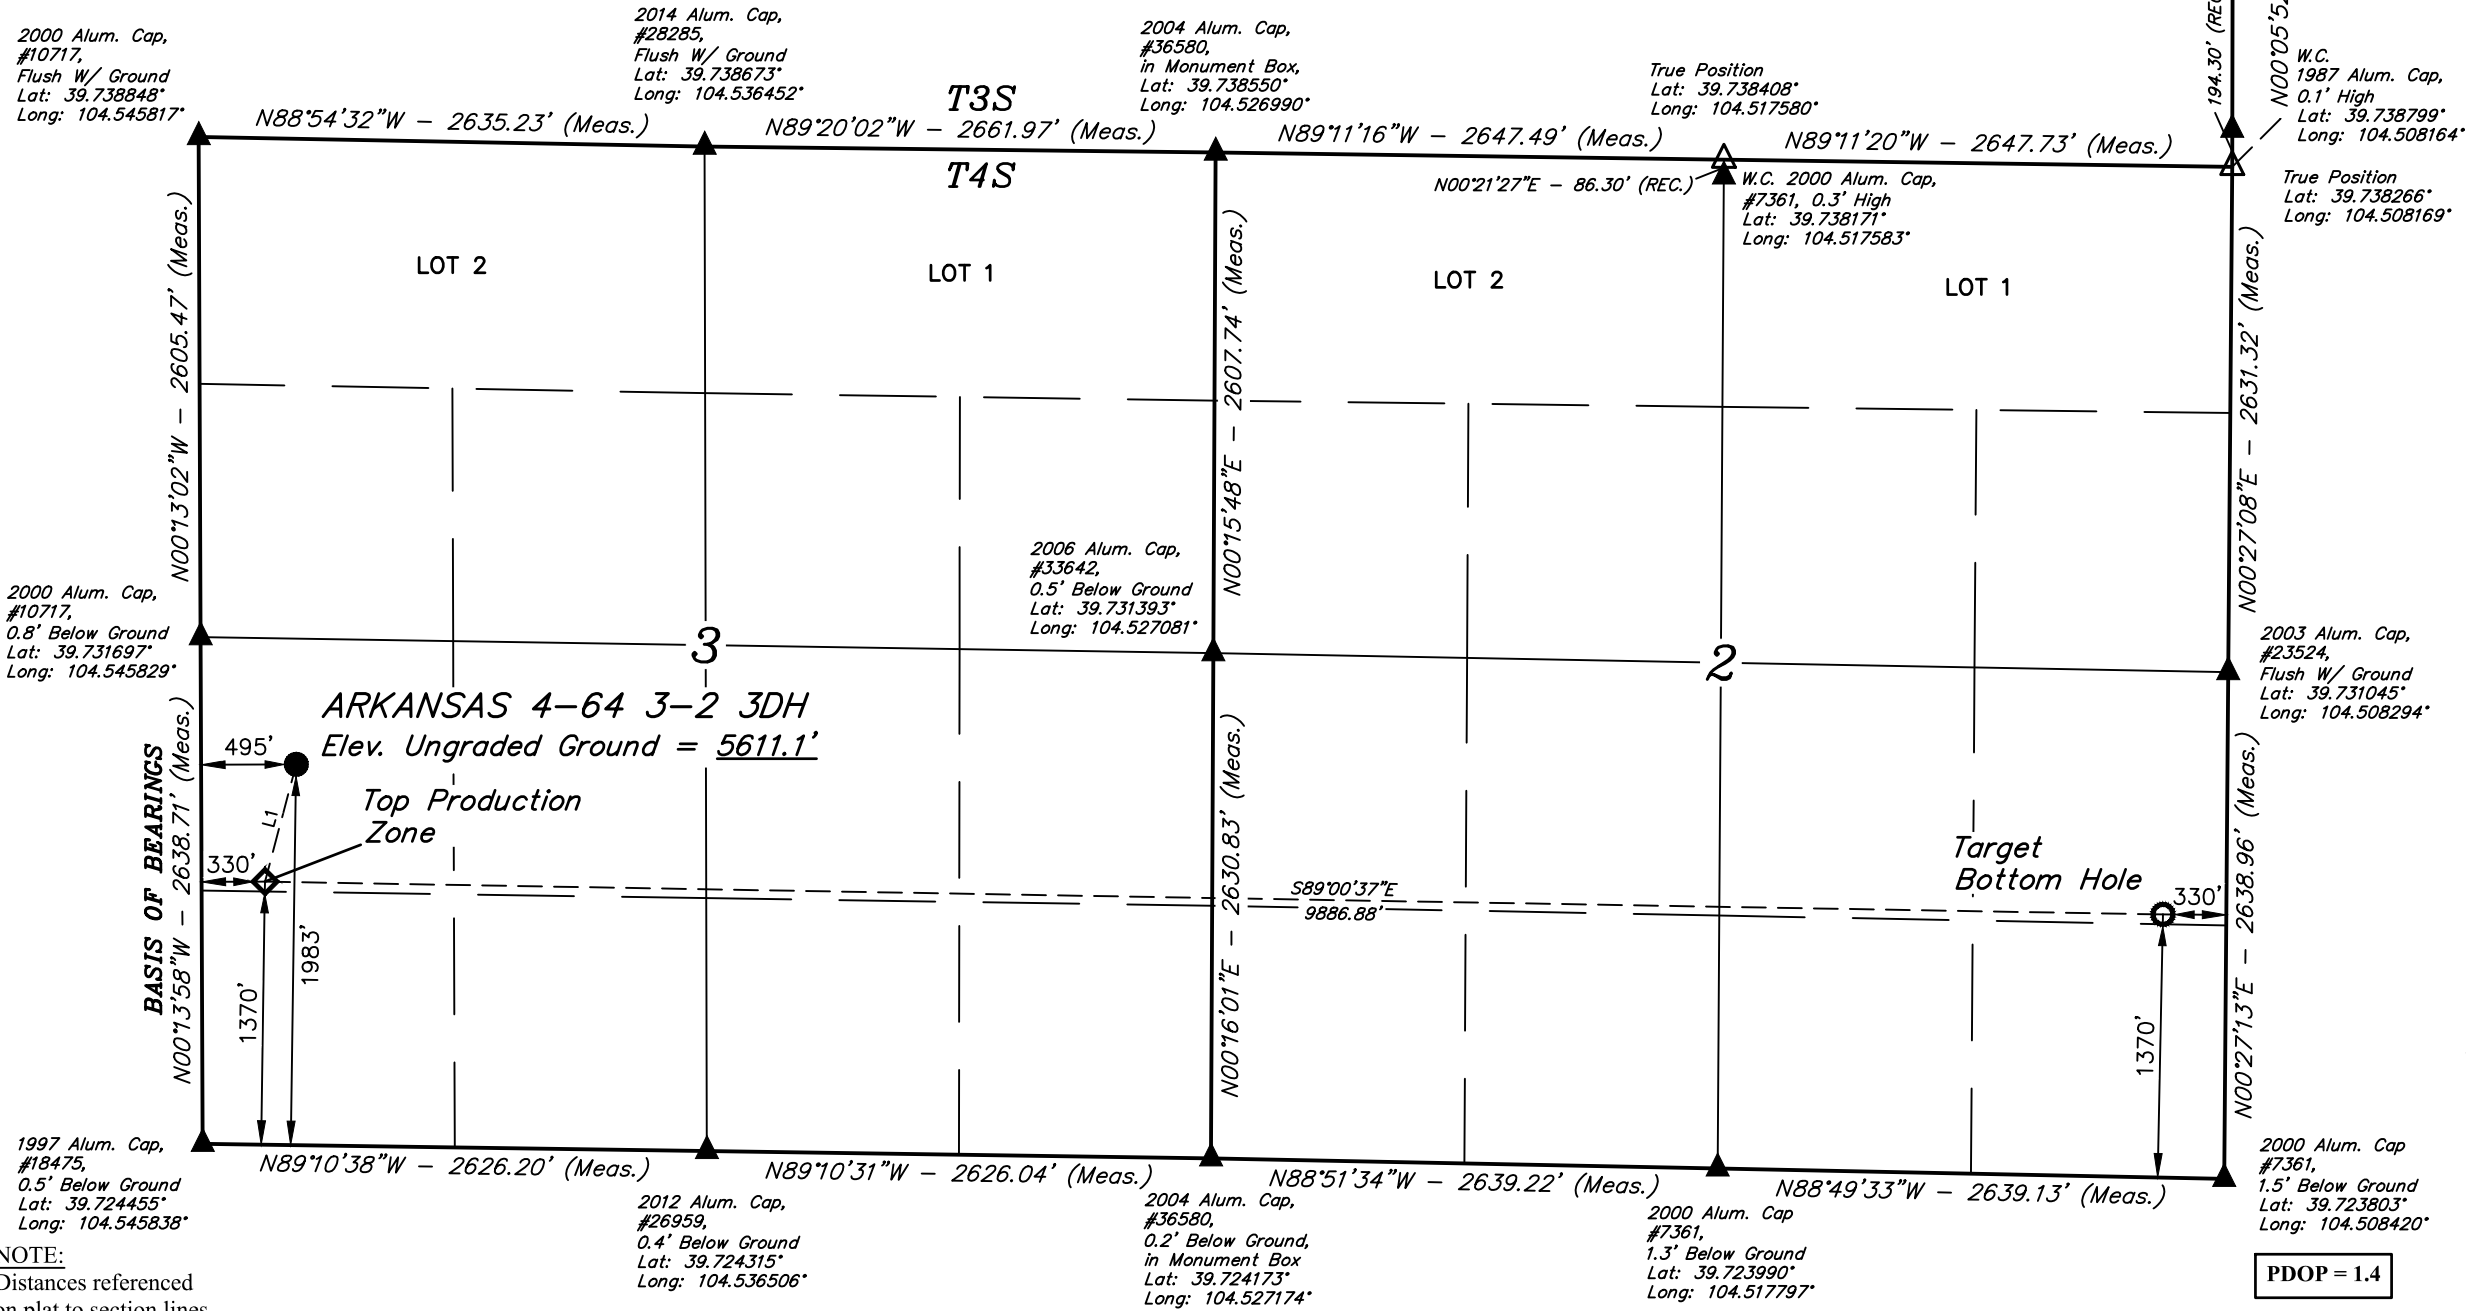 2000 Alum. Cap,
#10717,
Flush W/ Ground
Lat: 39.738848°
Long: 104.545817°
2014 Alum. Cap,
#28285,
Flush W/ Ground
Lat: 39.738673°
Long: 104.536452°
2004 Alum. Cap,
#36580,
in Monument Box,
Lat: 39.738550°
Long: 104.526990°
True Position
Lat: 39.738408°
Long: 104.517580°
194.30' (REC
N00°05'52
W.C.
1987 Alum. Cap,
0.1' High
Lat: 39.738799°
Long: 104.508164°
N88°54'32"W - 2635.23' (Meas.)
T3S
N89°20'02"W - 2661.97' (Meas.)
T4S
N89°11'16"W - 2647.49' (Meas.)
N89°11'20"W - 2647.73' (Meas.)
N00°21'27"E - 86.30' (REC.)
W.C. 2000 Alum. Cap,
#7361, 0.3' High
Lat: 39.738171°
Long: 104.517583°
True Position
Lat: 39.738266°
Long: 104.508169°
LOT 2
LOT 1
LOT 2
LOT 1
N00°13'02"W - 2605.47' (Meas.)
N00°15'48"E - 2607.74' (Meas.)
N00°27'08"E - 2631.32' (Meas.)
2000 Alum. Cap,
#10717,
0.8' Below Ground
Lat: 39.731697°
Long: 104.545829°
2006 Alum. Cap,
#33642,
0.5' Below Ground
Lat: 39.731393°
Long: 104.527081°
2003 Alum. Cap,
#23524,
Flush W/ Ground
Lat: 39.731045°
Long: 104.508294°
3
2
ARKANSAS 4-64 3-2 3DH
Elev. Ungraded Ground = 5611.1'
495'
L1
Top Production
Zone
330'
BASIS OF BEARINGS
N00°13'58"W - 2638.71' (Meas.)
1370'
1983'
S89°00'37"E
9886.88'
N00°16'01"E - 2630.83' (Meas.)
Target
Bottom Hole
330'
1370'
N00°27'13"E - 2638.96' (Meas.)
N89°10'38"W - 2626.20' (Meas.)
N89°10'31"W - 2626.04' (Meas.)
N88°51'34"W - 2639.22' (Meas.)
N88°49'33"W - 2639.13' (Meas.)
1997 Alum. Cap,
#18475,
0.5' Below Ground
Lat: 39.724455°
Long: 104.545838°
2012 Alum. Cap,
#26959,
0.4' Below Ground
Lat: 39.724315°
Long: 104.536506°
2004 Alum. Cap,
#36580,
0.2' Below Ground,
in Monument Box
Lat: 39.724173°
Long: 104.527174°
2000 Alum. Cap
#7361,
1.3' Below Ground
Lat: 39.723990°
Long: 104.517797°
2000 Alum. Cap
#7361,
1.5' Below Ground
Lat: 39.723803°
Long: 104.508420°
NOTE:
Distances referenced
on plat to section lines
PDOP = 1.4